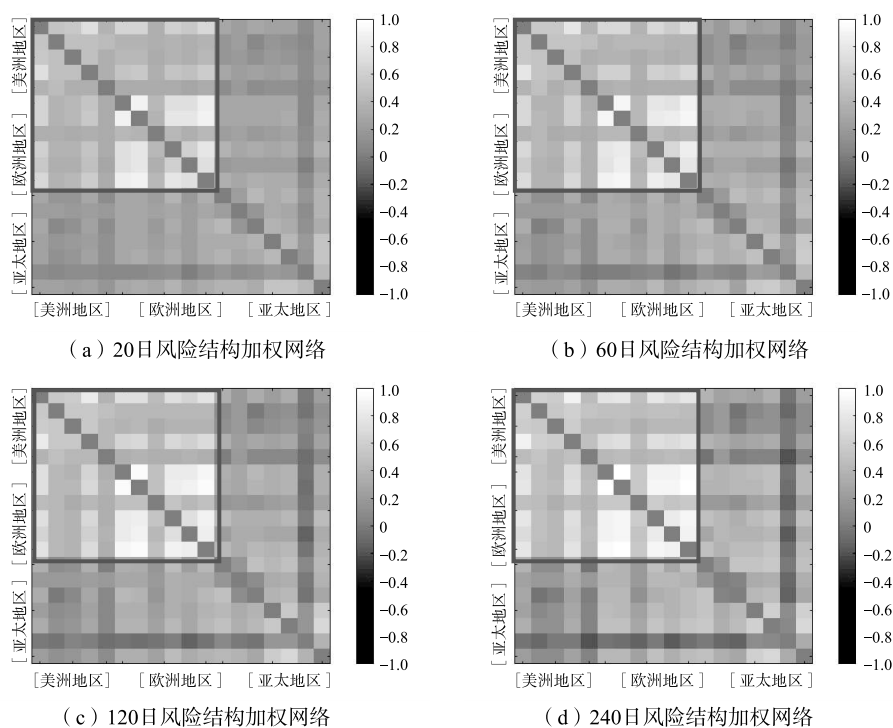 [美洲地区]
[欧洲地区]
[亚太地区]
1.0
0.8
0.6
0.4
0.2
0
−0.2
−0.4
−0.6
−0.8
−1.0
[美洲地区] [欧洲地区] [亚太地区]
（a）20日风险结构加权网络
[美洲地区]
[欧洲地区]
[亚太地区]
1.0
0.8
0.6
0.4
0.2
0
−0.2
−0.4
−0.6
−0.8
−1.0
[美洲地区] [欧洲地区] [亚太地区]
（b）60日风险结构加权网络
[美洲地区]
[欧洲地区]
[亚太地区]
1.0
0.8
0.6
0.4
0.2
0
−0.2
−0.4
−0.6
−0.8
−1.0
[美洲地区] [欧洲地区] [亚太地区]
（c）120日风险结构加权网络
[美洲地区]
[欧洲地区]
[亚太地区]
1.0
0.8
0.6
0.4
0.2
0
−0.2
−0.4
−0.6
−0.8
−1.0
[美洲地区] [欧洲地区] [亚太地区]
（d）240日风险结构加权网络